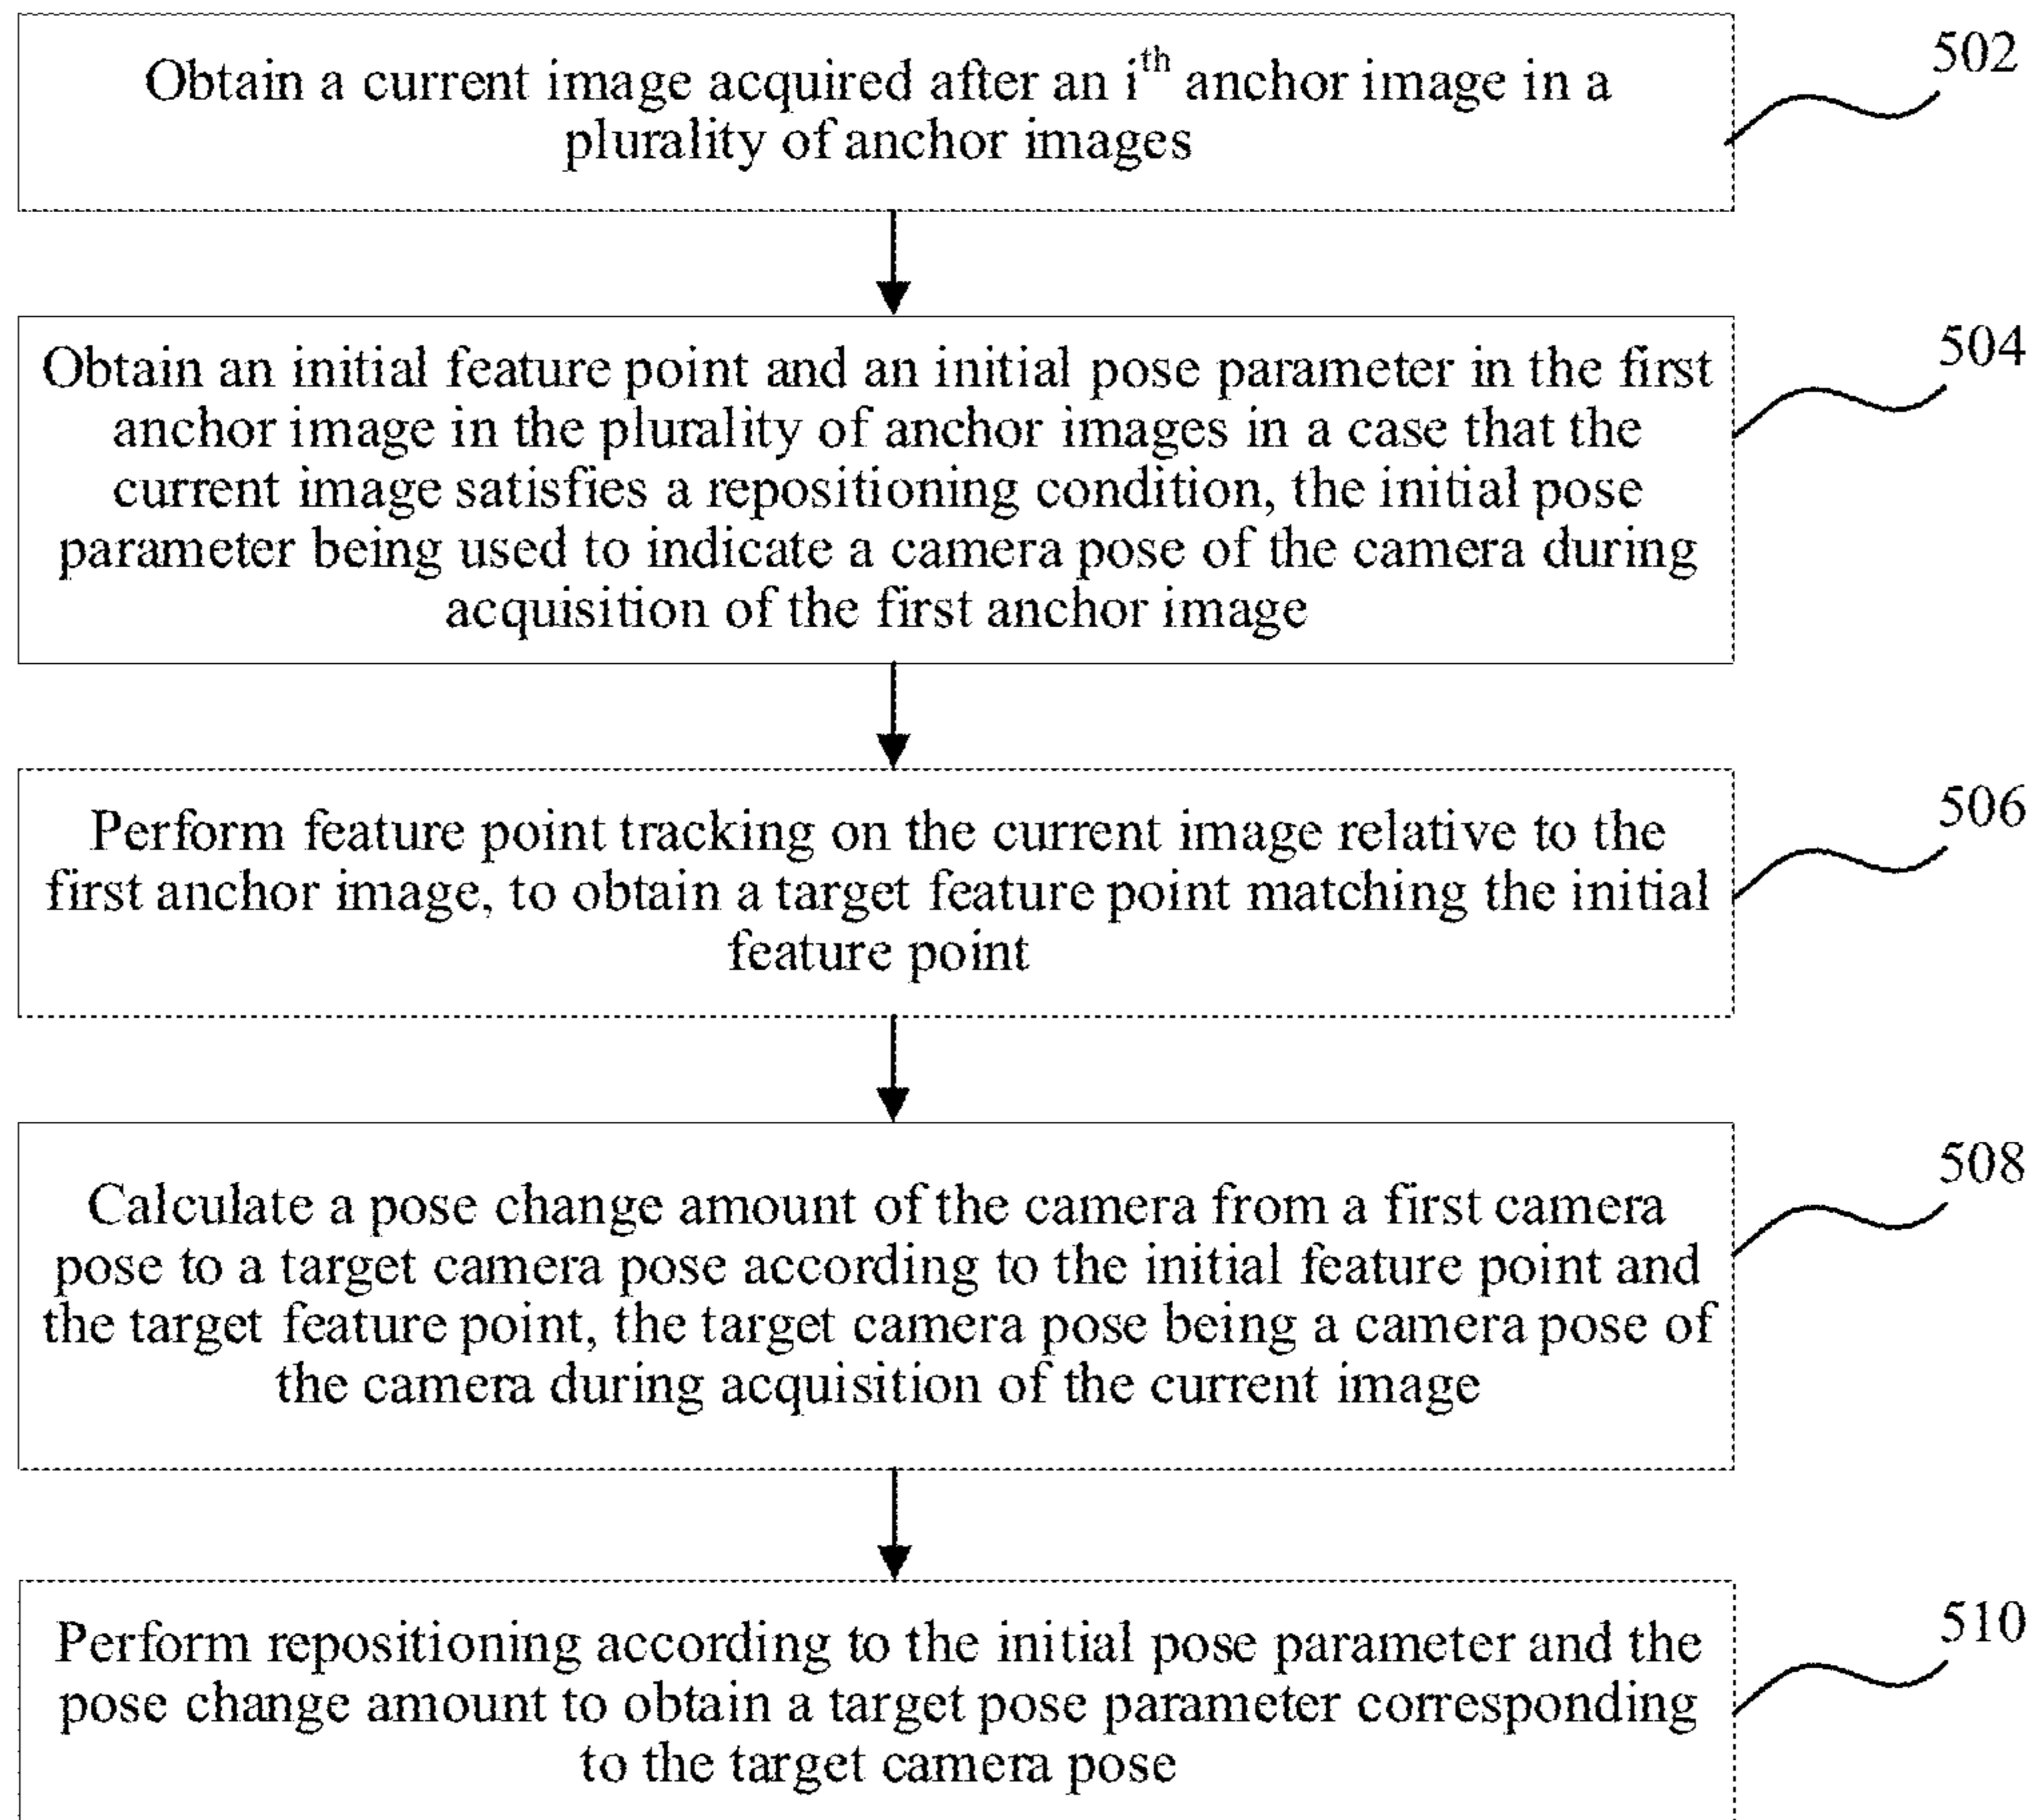 Obtain a current image acquired after an ith anchor image in a
plurality of anchor images
502
Obtain an initial feature point and an initial pose parameter in the first
anchor image in the plurality of anchor images in a case that the
current image satisfies a repositioning condition, the initial pose
parameter being used to indicate a camera pose of the camera during
acquisition of the first anchor image
504
Perform feature point tracking on the current image relative to the
first anchor image, to obtain a target feature point matching the initial
feature point
506
Calculate a pose change amount of the camera from a first camera
pose to a target camera pose according to the initial feature point and
the target feature point, the target camera pose being a camera pose of
the camera during acquisition of the current image
508
Perform repositioning according to the initial pose parameter and the
pose change amount to obtain a target pose parameter corresponding
to the target camera pose
510